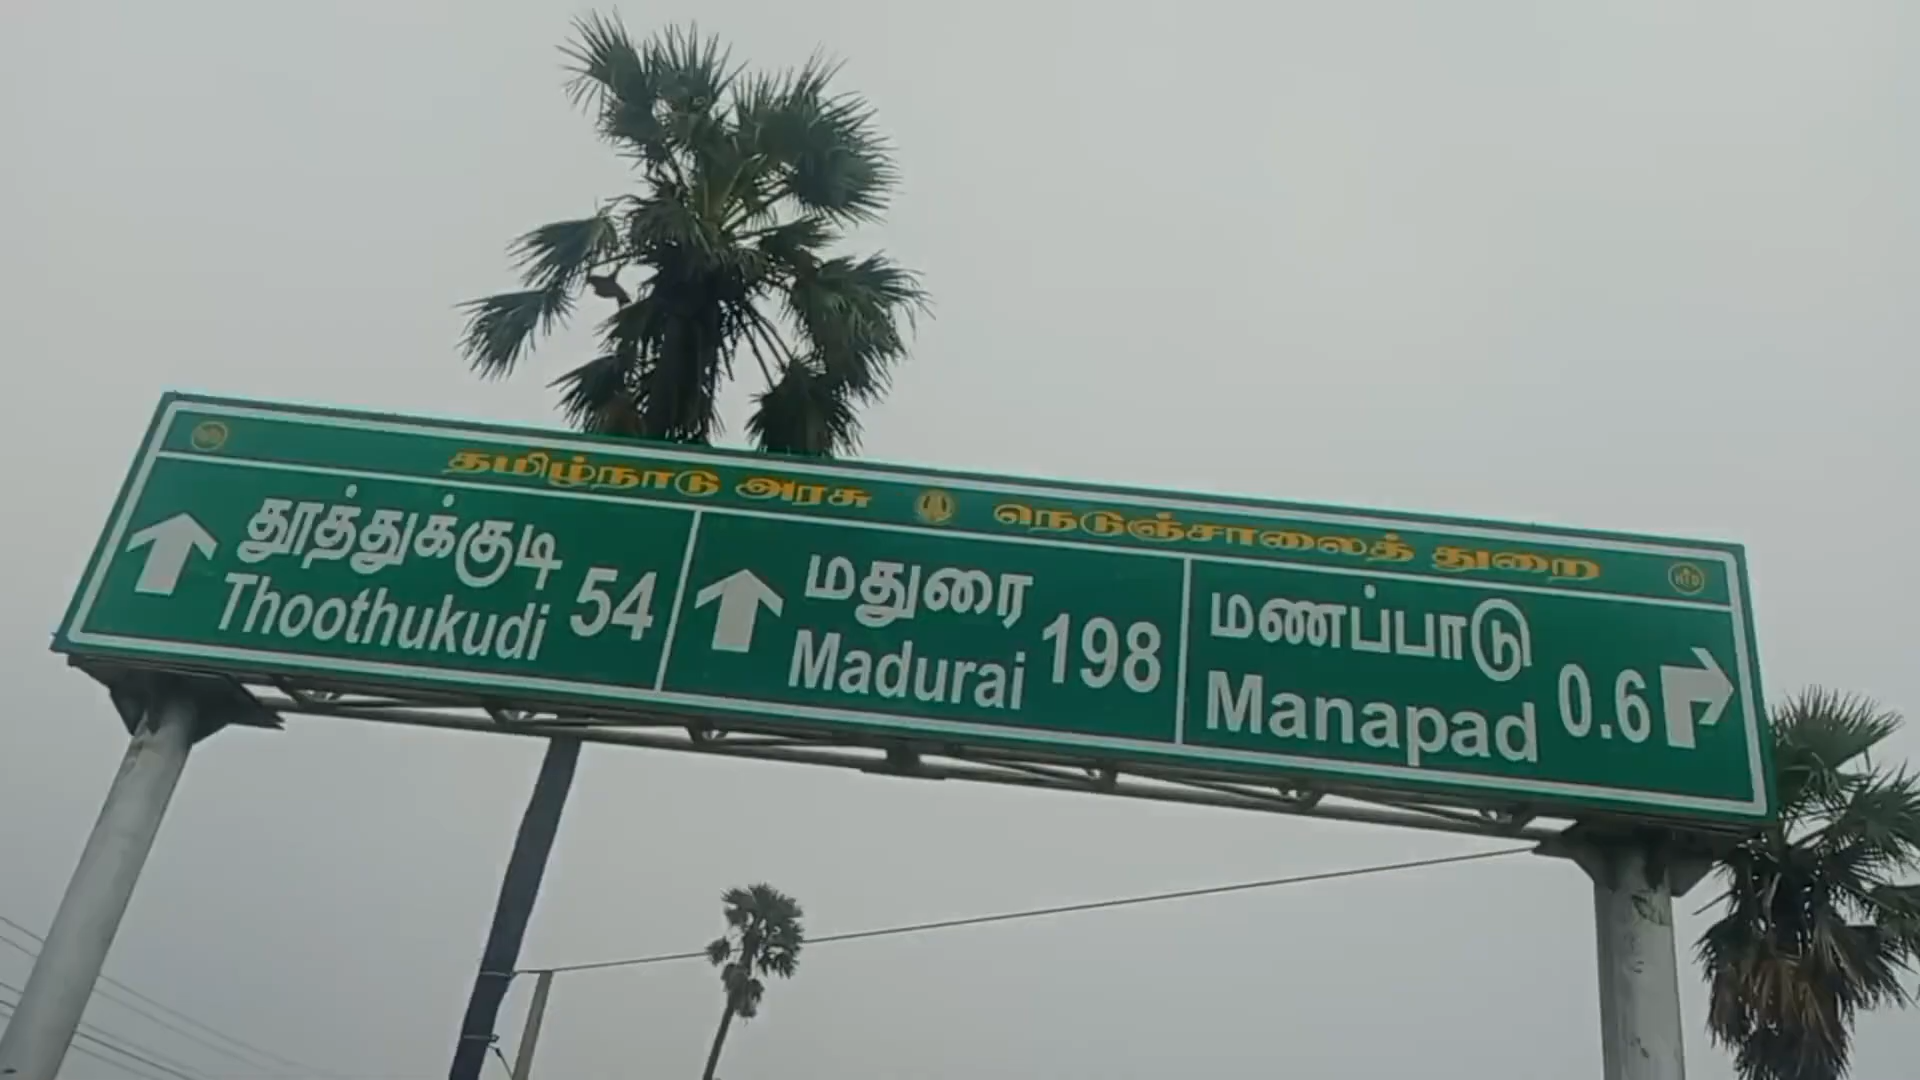 தமிழ்நாடு அரசு நெடுஞ்சாலைத் துறை
தூத்துக்குடி
Thoothukudi 54
மதுரை
Madurai 198
மணப்பாடு
Manapad 0.6